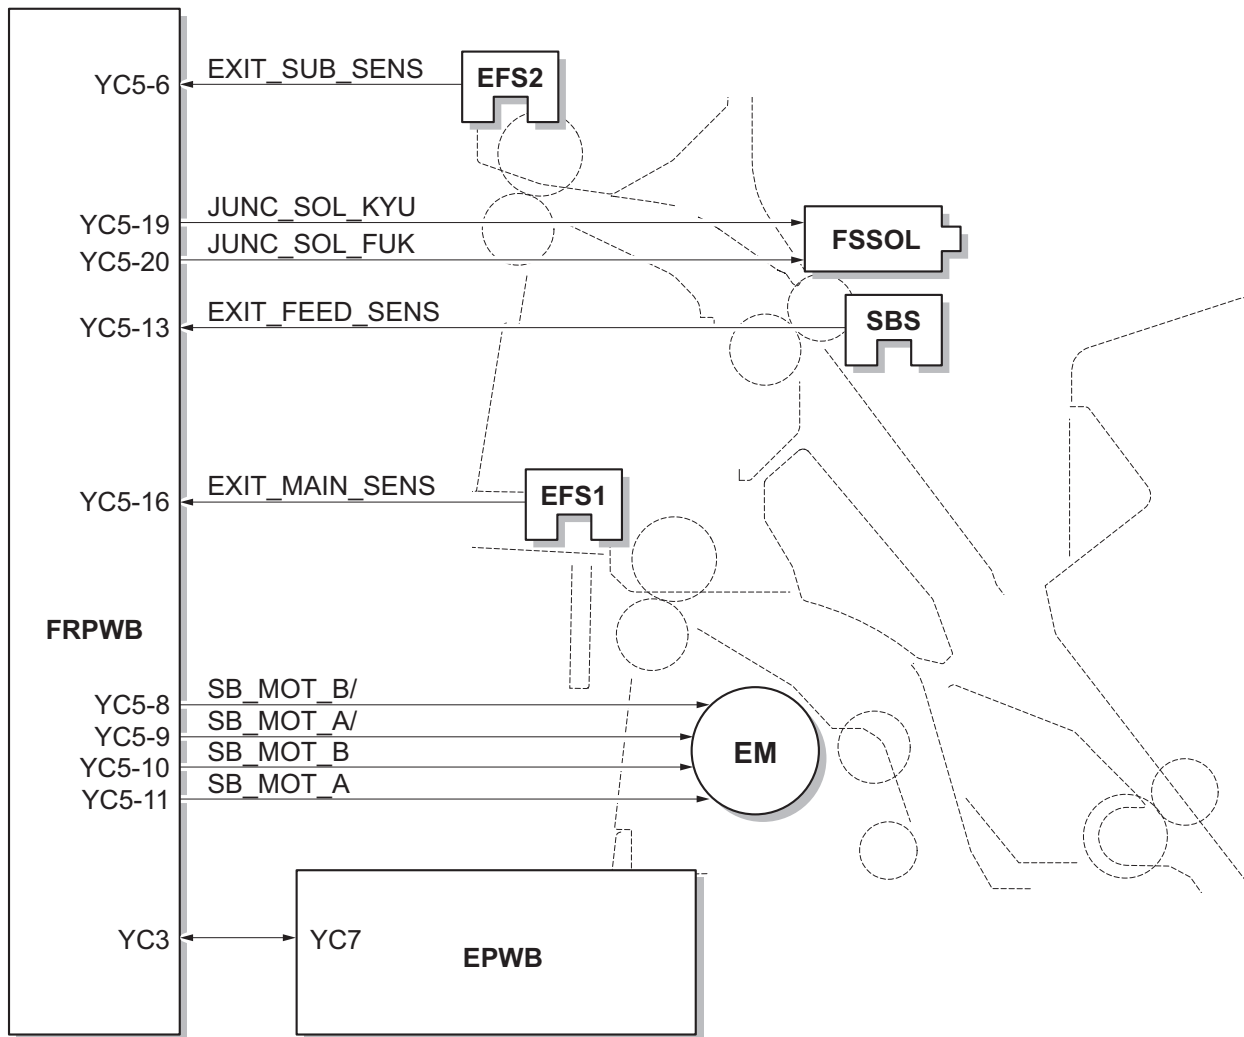 YC5-6 EXIT_SUB_SENS EFS2
YC5-19 JUNC_SOL_KYU
FSSOL
YC5-20 JUNC_SOL_FUK
YC5-13 EXIT_FEED_SENS SBS
YC5-16 EXIT_MAIN_SENS EFS1
FRPWB
YC5-8 SB_MOT_B/
YC5-9 SB_MOT_A/
EM
YC5-10 SB_MOT_B
YC5-11 SB_MOT_A
YC3 YC7
EPWB